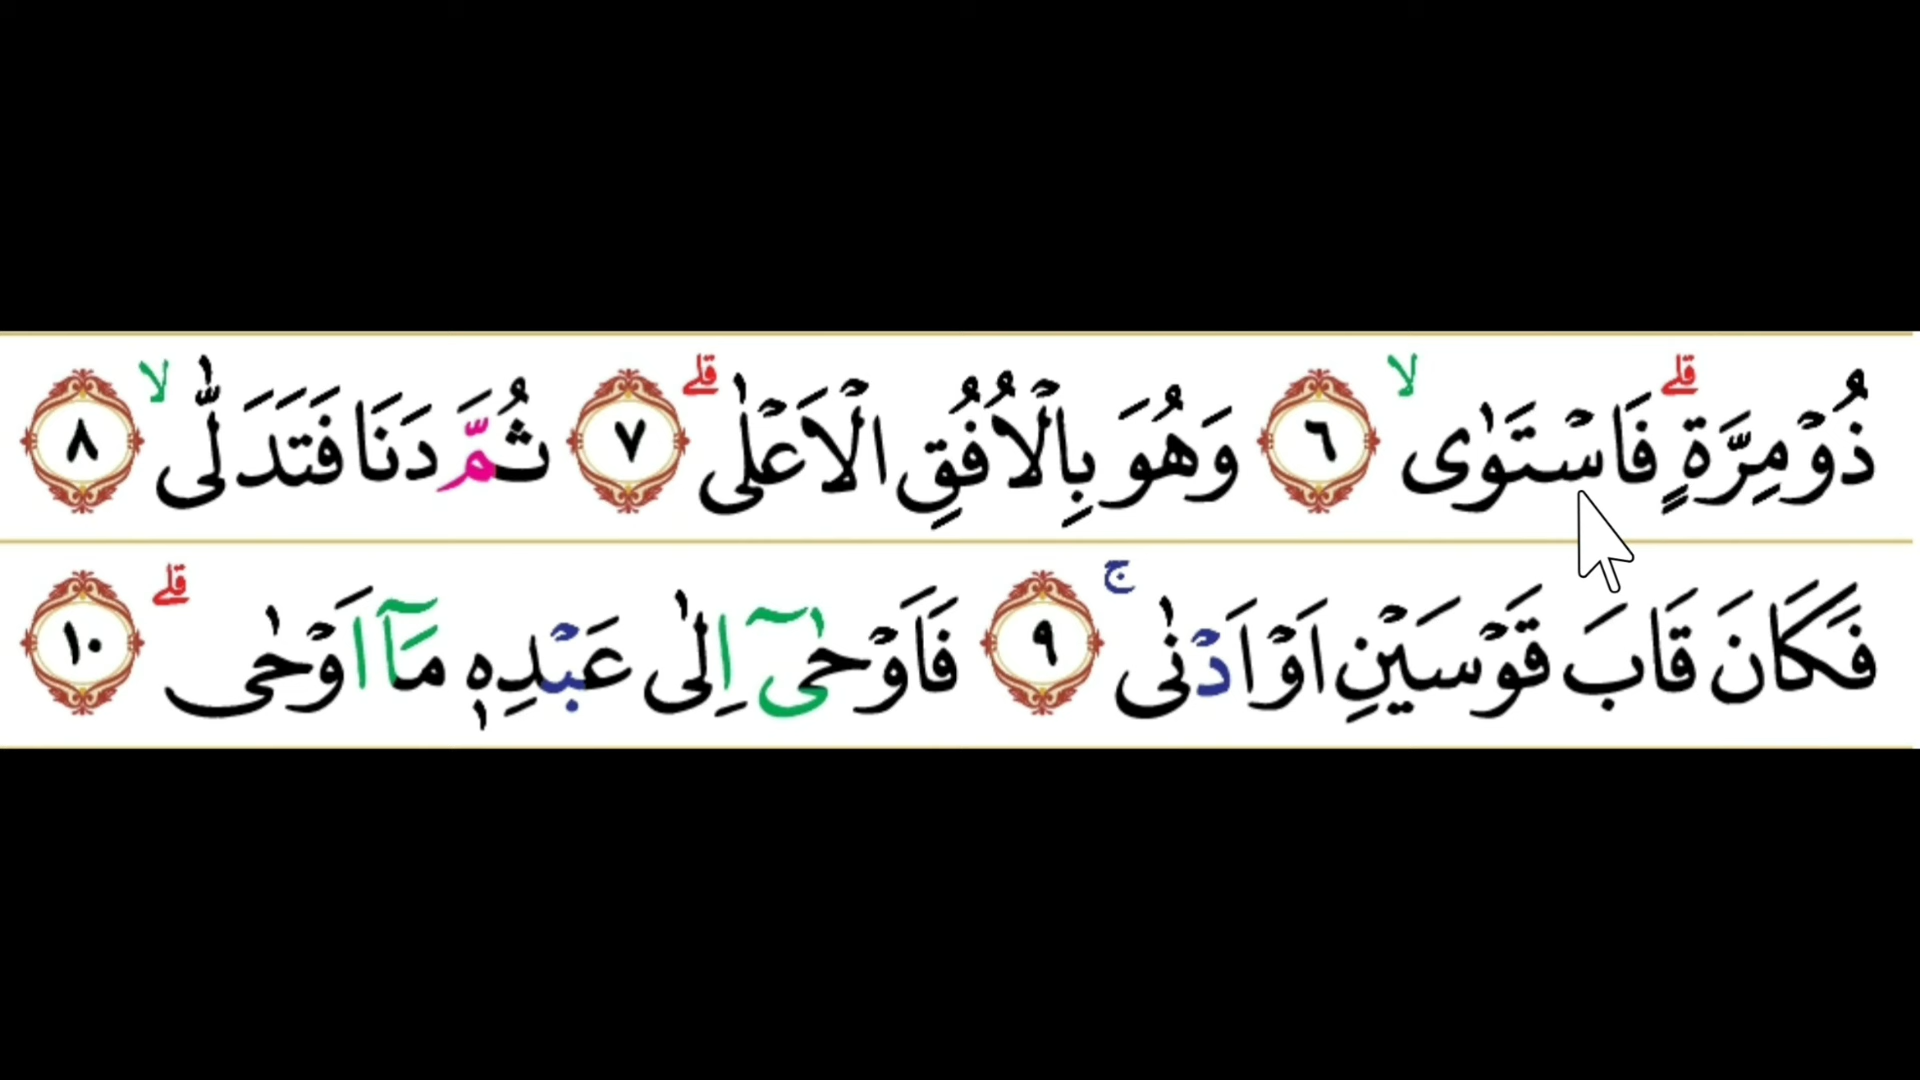 ذُوْ مِرَّةٍ ۗ فَاسْتَوٰى ۙ ٦ وَهُوَ بِالْاُفُقِ الْاَعْلٰى ۗ ٧ ثُمَّ دَنَا فَتَدَلّٰى ۙ ٨
فَكَانَ قَابَ قَوْسَيْنِ اَوْ اَدْنٰى ۚ ٩ فَاَوْحٰىٓ اِلٰى عَبْدِهٖ مَآ اَوْحٰى ۗ ١٠